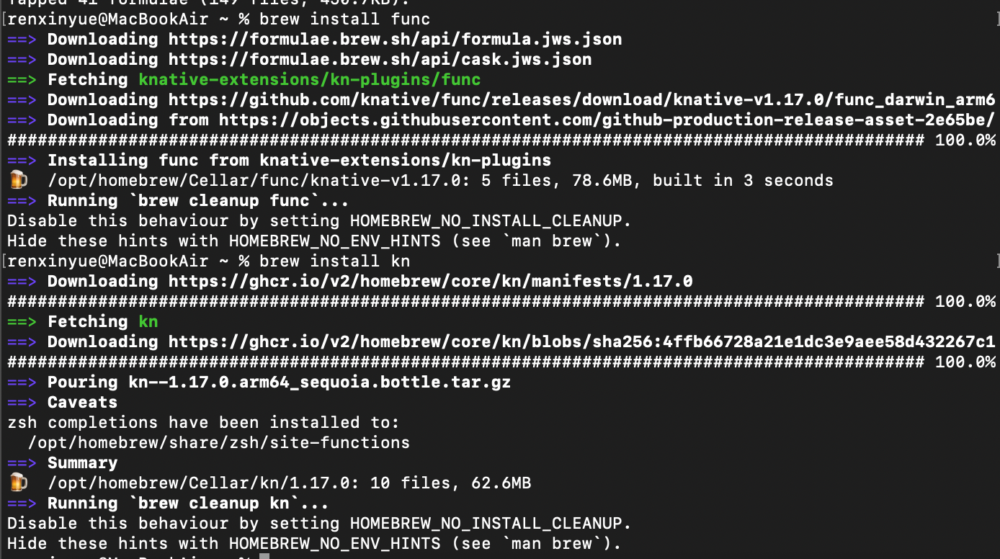 Tapped 41 formulae (149 files, 450.7KB).
[renxinyue@MacBookAir ~ % brew install func ]
==> Downloading https://formulae.brew.sh/api/formula.jws.json
==> Downloading https://formulae.brew.sh/api/cask.jws.json
==> Fetching knative-extensions/kn-plugins/func
==> Downloading https://github.com/knative/func/releases/download/knative-v1.17.0/func_darwin_arm6
==> Downloading from https://objects.githubusercontent.com/github-production-release-asset-2e65be/
########################################################################################### 100.0%
==> Installing func from knative-extensions/kn-plugins
🍺  /opt/homebrew/Cellar/func/knative-v1.17.0: 5 files, 78.6MB, built in 3 seconds
==> Running `brew cleanup func`...
Disable this behaviour by setting HOMEBREW_NO_INSTALL_CLEANUP.
Hide these hints with HOMEBREW_NO_ENV_HINTS (see `man brew`).
[renxinyue@MacBookAir ~ % brew install kn ]
==> Downloading https://ghcr.io/v2/homebrew/core/kn/manifests/1.17.0
########################################################################################### 100.0%
==> Fetching kn
==> Downloading https://ghcr.io/v2/homebrew/core/kn/blobs/sha256:4ffb66728a21e1dc3e9aee58d432267c1
########################################################################################### 100.0%
==> Pouring kn--1.17.0.arm64_sequoia.bottle.tar.gz
==> Caveats
zsh completions have been installed to:
  /opt/homebrew/share/zsh/site-functions
==> Summary
🍺  /opt/homebrew/Cellar/kn/1.17.0: 10 files, 62.6MB
==> Running `brew cleanup kn`...
Disable this behaviour by setting HOMEBREW_NO_INSTALL_CLEANUP.
Hide these hints with HOMEBREW_NO_ENV_HINTS (see `man brew`).
renxinyue@MacBookAir ~ %